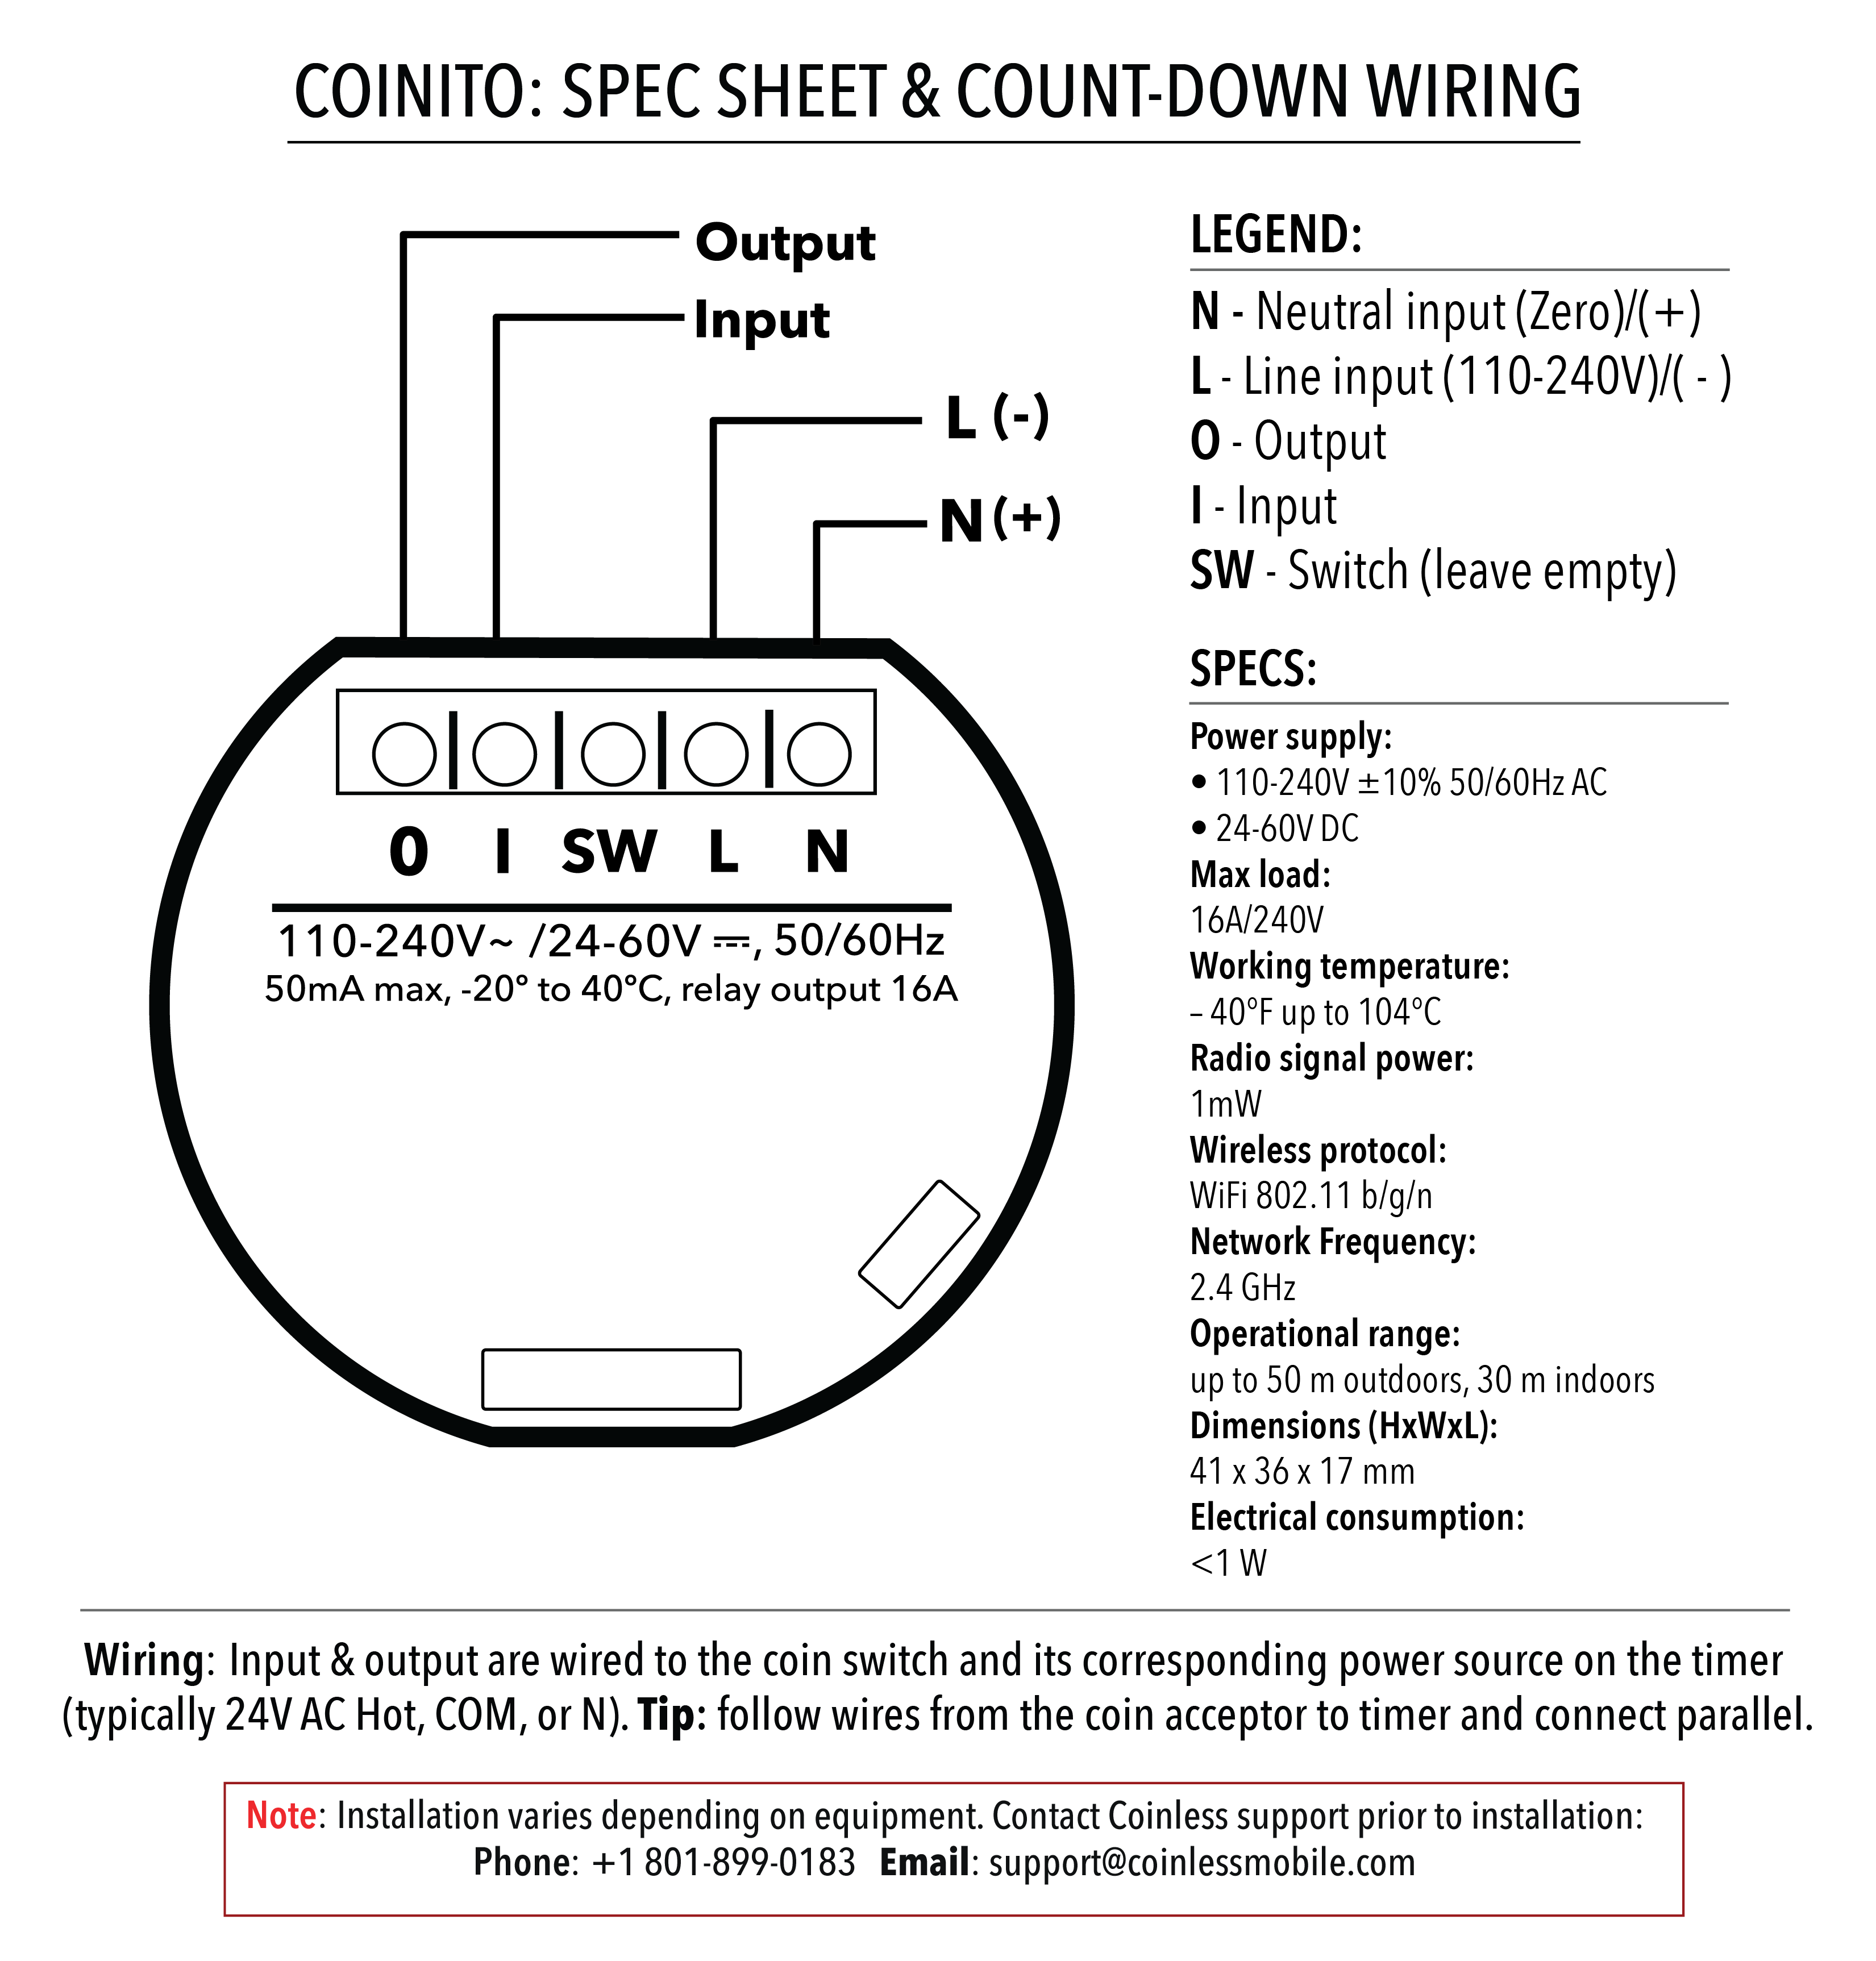 COINITO: SPEC SHEET & COUNT-DOWN WIRING
Output
Input
L (-)
N (+)
0 I SW L N
110-240V~ /24-60V ⎓, 50/60Hz
50mA max, -20° to 40°C, relay output 16A
LEGEND:
N - Neutral input (Zero)/(+)
L - Line input (110-240V)/( - )
O - Output
I - Input
SW - Switch (leave empty)
SPECS:
Power supply:
• 110-240V ±10% 50/60Hz AC
• 24-60V DC
Max load:
16A/240V
Working temperature:
– 40°F up to 104°C
Radio signal power:
1mW
Wireless protocol:
WiFi 802.11 b/g/n
Network Frequency:
2.4 GHz
Operational range:
up to 50 m outdoors, 30 m indoors
Dimensions (HxWxL):
41 x 36 x 17 mm
Electrical consumption:
<1 W
Wiring: Input & output are wired to the coin switch and its corresponding power source on the timer
(typically 24V AC Hot, COM, or N). Tip: follow wires from the coin acceptor to timer and connect parallel.
Note: Installation varies depending on equipment. Contact Coinless support prior to installation:
Phone: +1 801-899-0183 Email: support@coinlessmobile.com